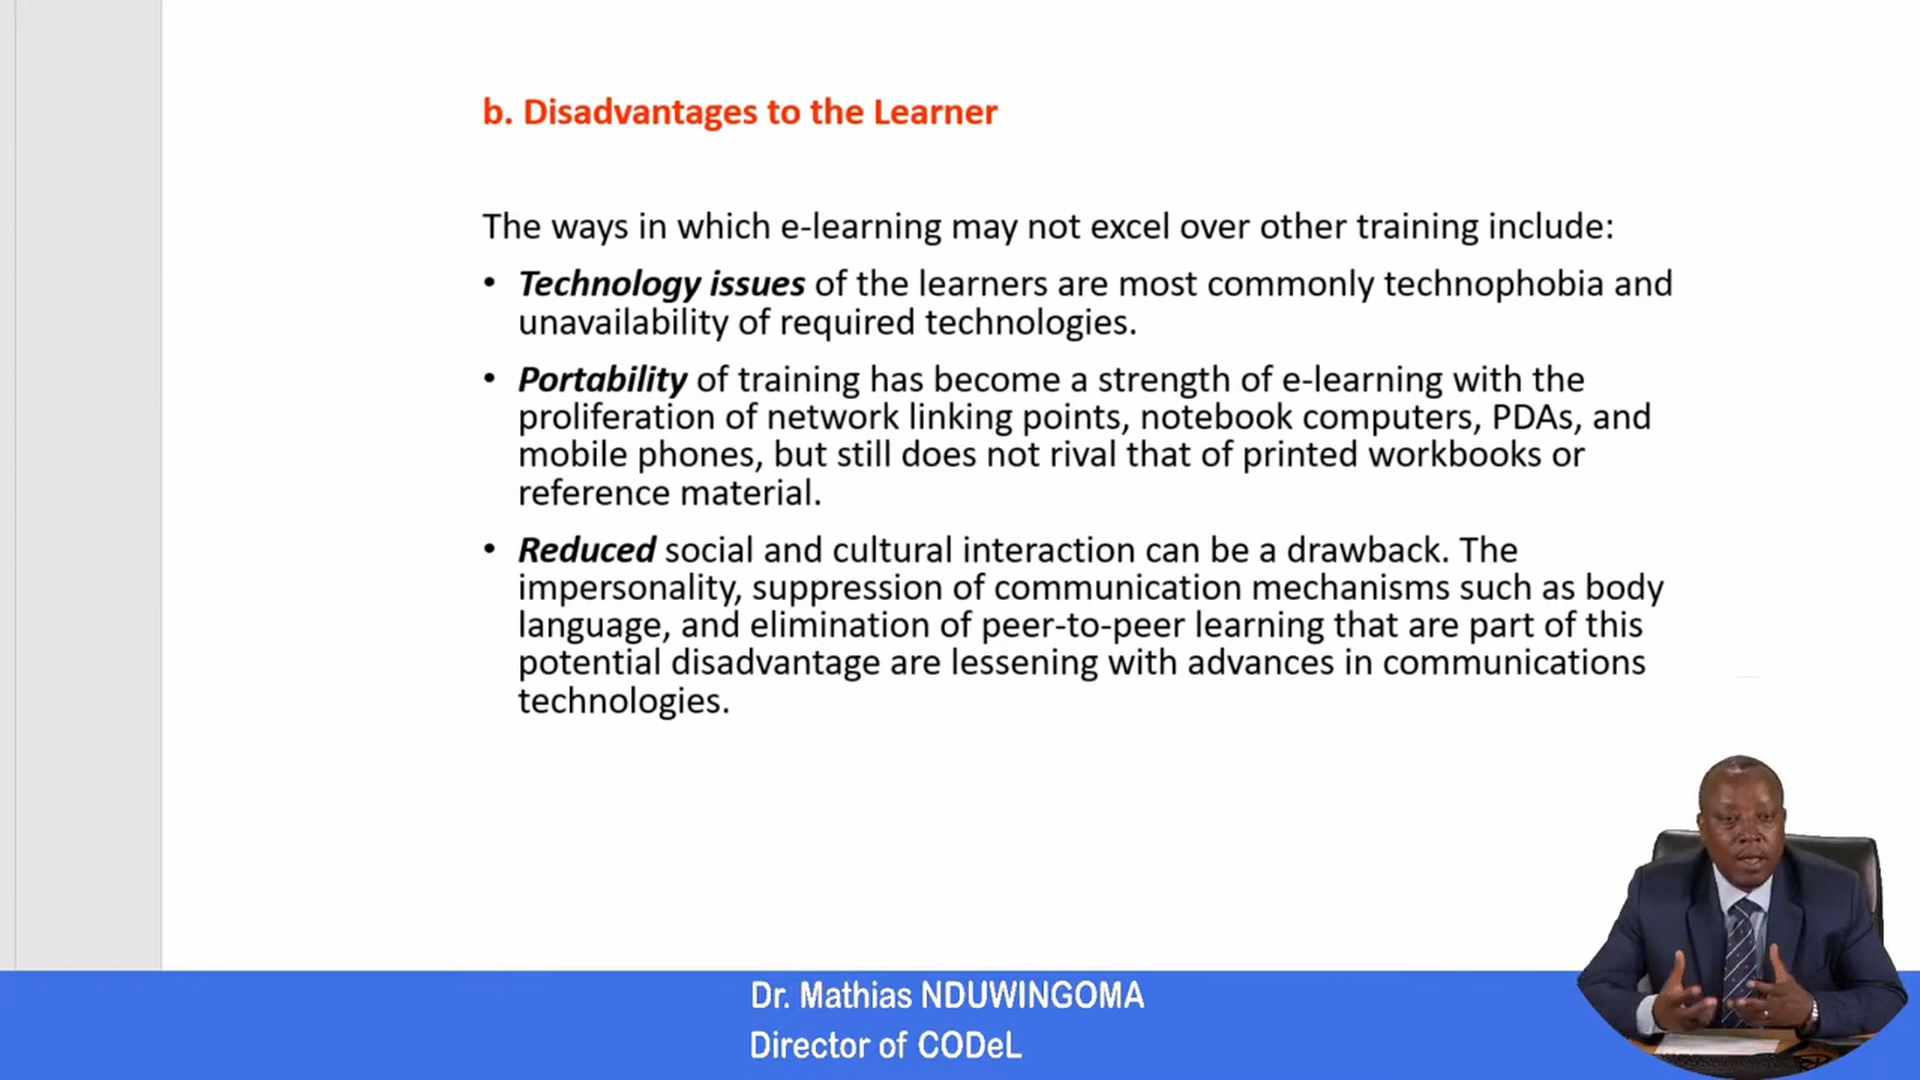 b. Disadvantages to the Learner
The ways in which e-learning may not excel over other training include:
• Technology issues of the learners are most commonly technophobia and
unavailability of required technologies.
• Portability of training has become a strength of e-learning with the
proliferation of network linking points, notebook computers, PDAs, and
mobile phones, but still does not rival that of printed workbooks or
reference material.
• Reduced social and cultural interaction can be a drawback. The
impersonality, suppression of communication mechanisms such as body
language, and elimination of peer-to-peer learning that are part of this
potential disadvantage are lessening with advances in communications
technologies.
Dr. Mathias NDUWINGOMA
Director of CODeL